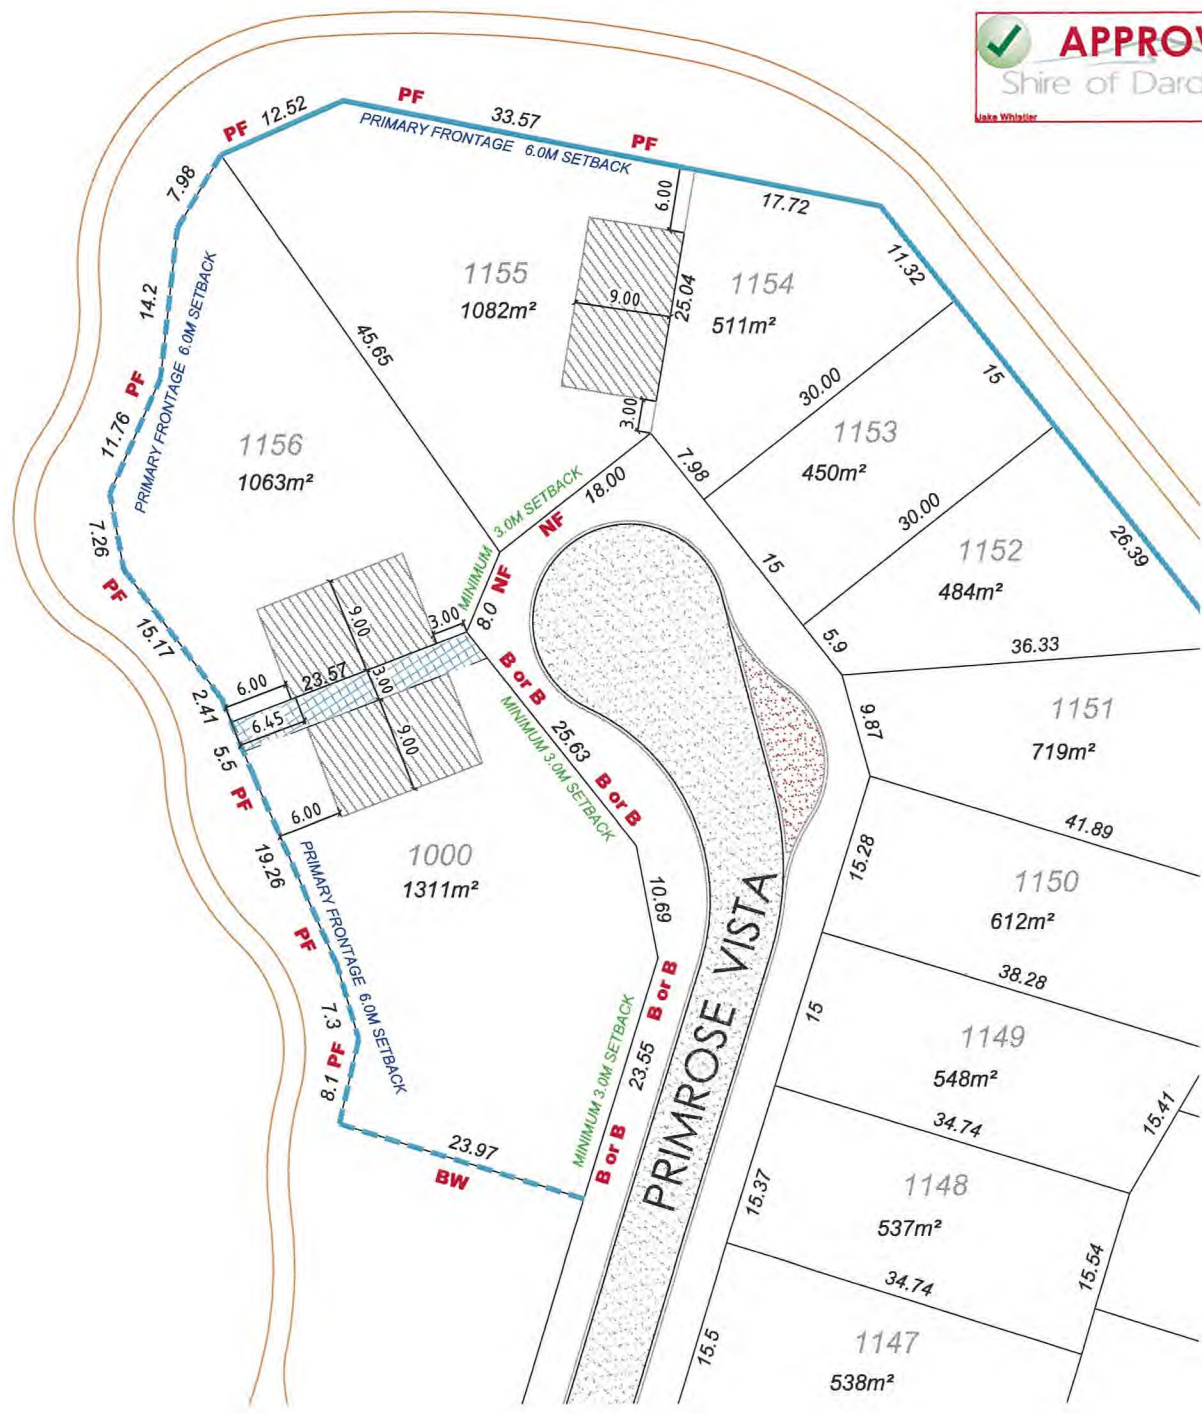 APPROV
Shire of Dard
Jake Whistler
PF
12.52
PF
33.57
PF
PRIMARY FRONTAGE 6.0M SETBACK
7.98
6.00
17.72
11.32
14.2
PRIMARY FRONTAGE 6.0M SETBACK
1155
1082m²
9.00
25.04
1154
511m²
45.65
15
PF
11.76
30.00
3.00
1153
450m²
1156
1063m²
7.98
18.00
3.0M SETBACK
NF
30.00
26.39
7.26
PF
1152
484m²
15
MINIMUM
NF
8.0
15.17
9.00
3.00
5.9
36.33
B or B
6.00
23.57
3.00
2.41
6.45
9.00
5.5
MINIMUM 3.0M SETBACK
25.63
B or B
9.87
1151
719m²
PF
6.00
41.89
19.26
1000
1311m²
15.28
10.69
1150
612m²
PRIMARY FRONTAGE 6.0M SETBACK
PF
38.28
B or B
PRIMROSE VISTA
15
7.3
PF
8.1
MINIMUM 3.0M SETBACK
23.55
1149
548m²
15.41
34.74
23.97
BW
B or B
15.37
1148
537m²
15.54
34.74
15.5
1147
538m²